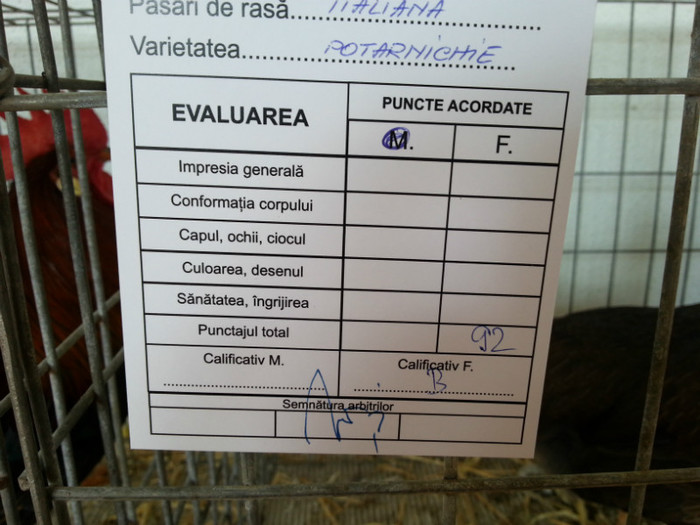 Păsări de rasă.....ITALIANA
Varietatea.....POTARNICHIE
EVALUAREA
PUNCTE ACORDATE
M. F.
Impresia generală
Conformația corpului
Capul, ochii, ciocul
Culoarea, desenul
Sănătatea, îngrijirea
Punctajul total 92
Calificativ M. Calificativ F.
B
Semnătura arbitrilor